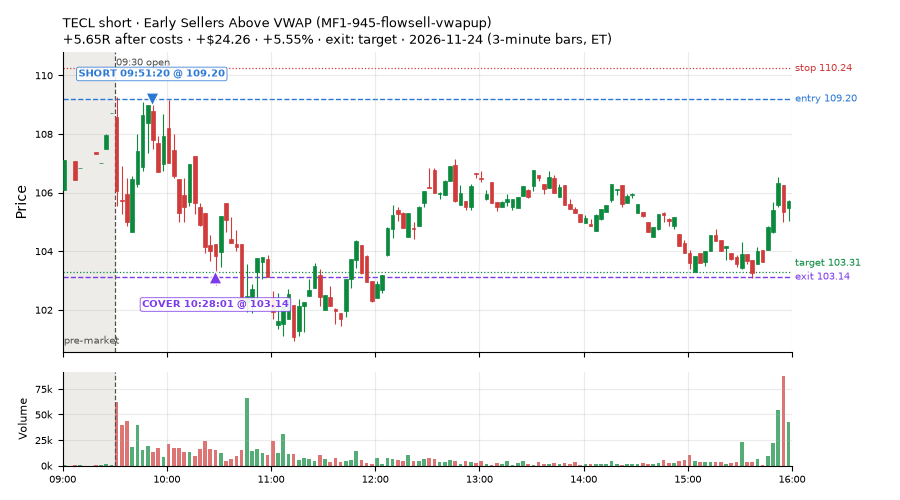 TECL short · Early Sellers Above VWAP (MF1-945-flowsell-vwapup)
+5.65R after costs · +$24.26 · +5.55% · exit: target · 2026-11-24 (3-minute bars, ET)
09:30 open
stop 110.24
SHORT 09:51:20 @ 109.20
entry 109.20
110
108
106
104
102
Price
target 103.31
exit 103.14
COVER 10:28:01 @ 103.14
pre-market
75k
50k
25k
0k
Volume
09:00 10:00 11:00 12:00 13:00 14:00 15:00 16:00